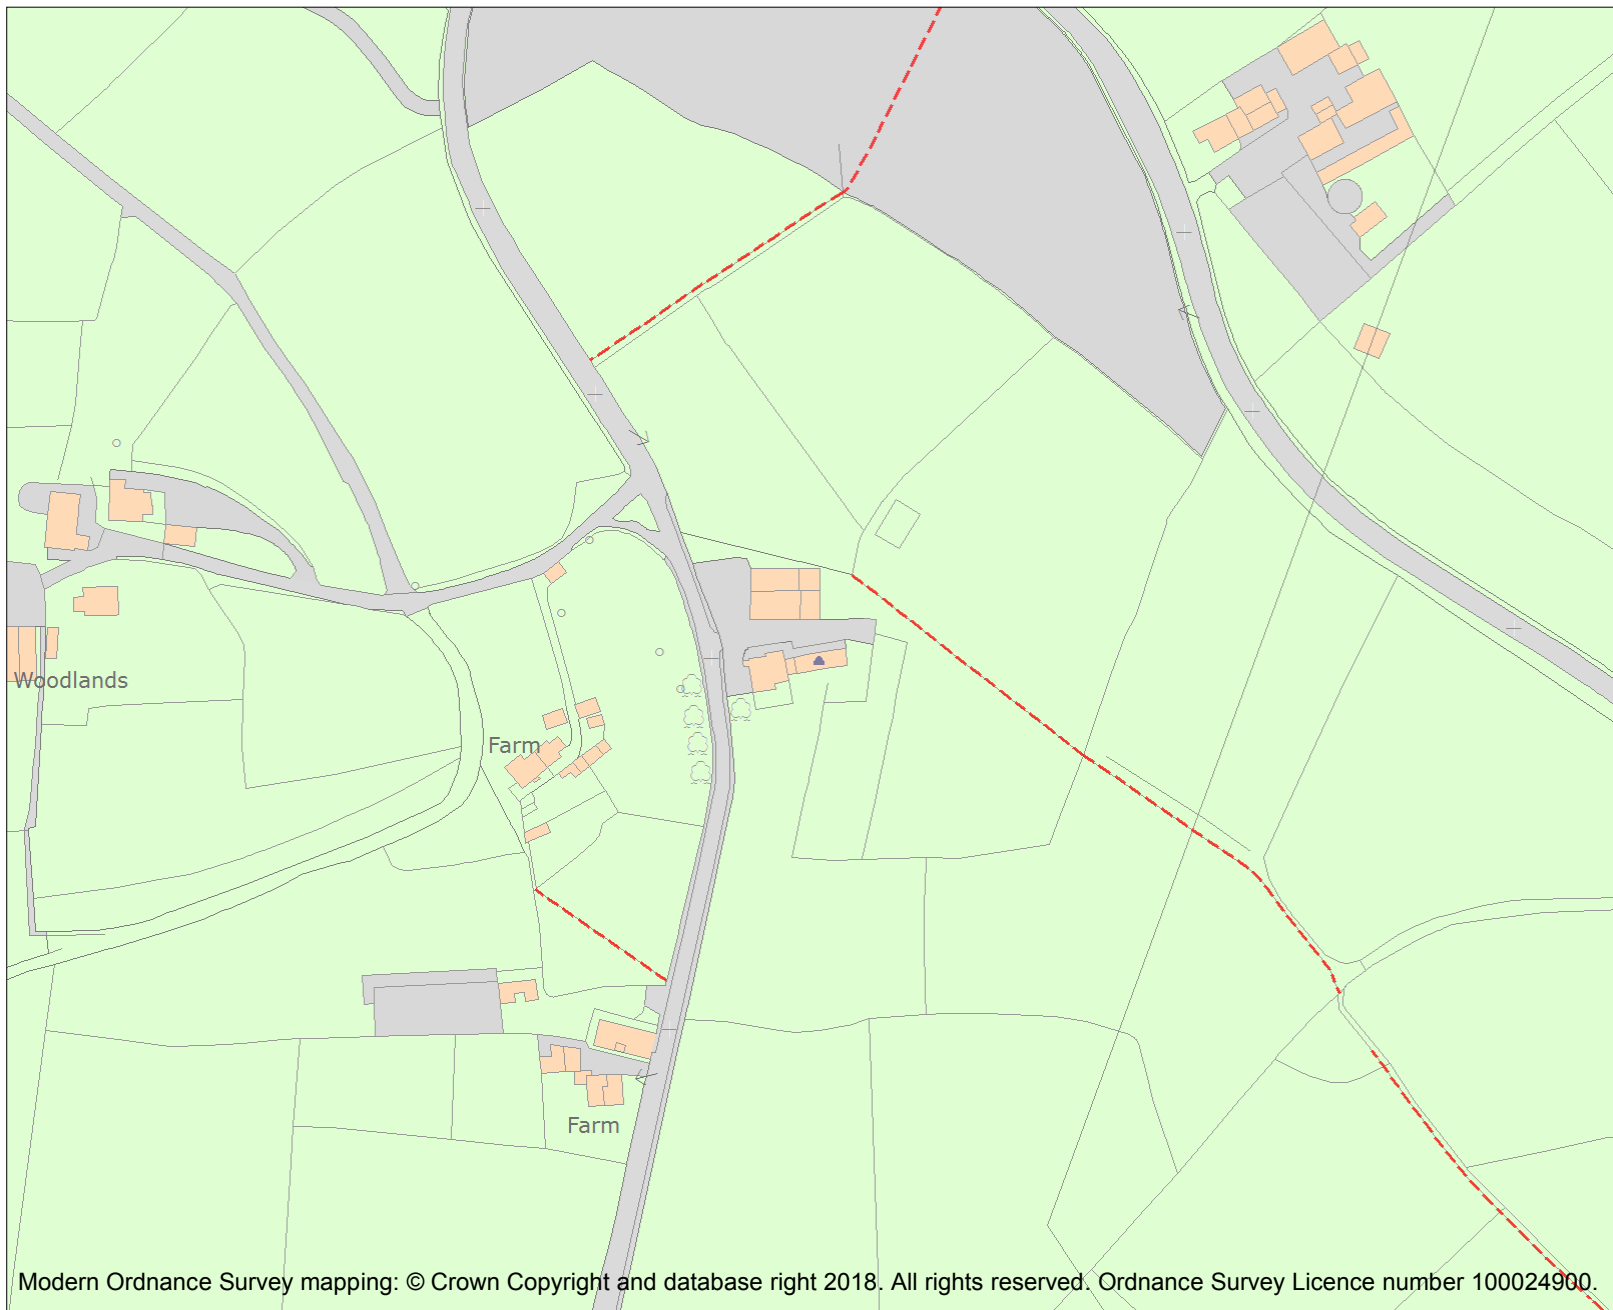 Woodlands
Farm
Farm
Modern Ordnance Survey mapping: © Crown Copyright and database right 2018. All rights reserved. Ordnance Survey Licence number 100024900.